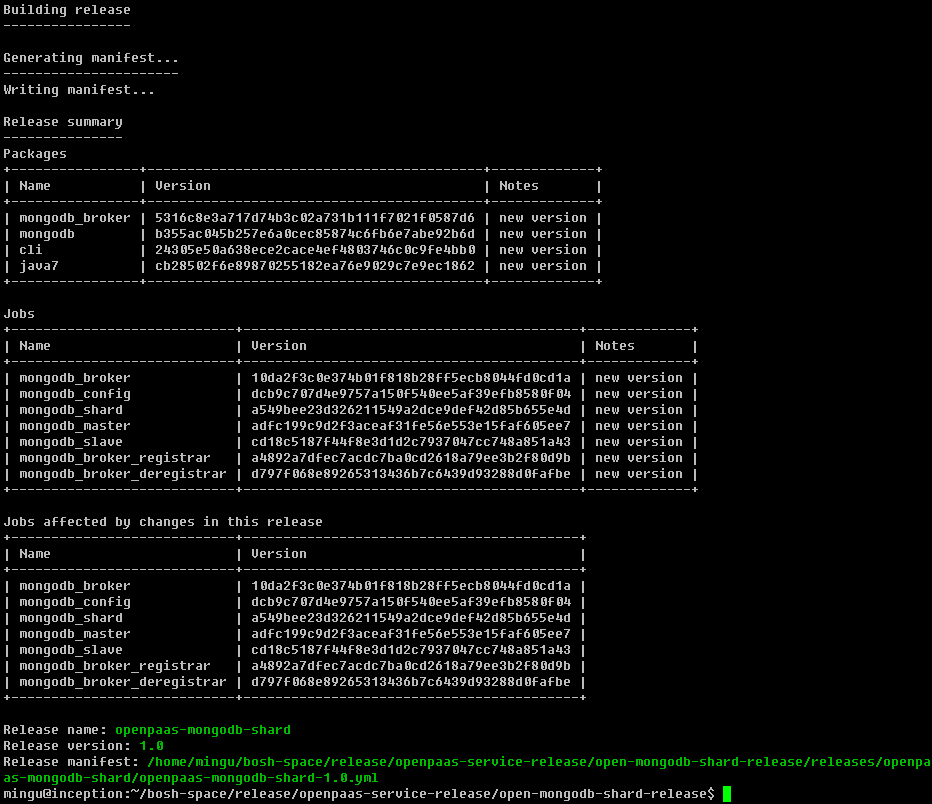 Building release
----------------
Generating manifest...
----------------------
Writing manifest...
Release summary
---------------
Packages
+----------------+------------------------------------------+-------------+
| Name           | Version                                  | Notes       |
+----------------+------------------------------------------+-------------+
| mongodb_broker | 5316c8e3a717d74b3c02a731b111f7021f0587d6 | new version |
| mongodb        | b355ac045b257e6a0cec85874c6fb6e7abe92b6d | new version |
| cli            | 24305e50a638ece2cace4ef4803746c0c9fe4bb0 | new version |
| java7          | cb28502f6e89870255182ea76e9029c7e9ec1862 | new version |
+----------------+------------------------------------------+-------------+
Jobs
+----------------------------+------------------------------------------+-------------+
| Name                       | Version                                  | Notes       |
+----------------------------+------------------------------------------+-------------+
| mongodb_broker             | 10da2f3c0e374b01f818b28ff5ecb8044fd0cd1a | new version |
| mongodb_config             | dcb9c707d4e9757a150f540ee5af39efb8580f04 | new version |
| mongodb_shard              | a549bee23d326211549a2dce9def42d85b655e4d | new version |
| mongodb_master             | adfc199c9d2f3aceaf31fe56e553e15faf605ee7 | new version |
| mongodb_slave              | cd18c5187f44f8e3d1d2c7937047cc748a851a43 | new version |
| mongodb_broker_registrar   | a4892a7dfec7acdc7ba0cd2618a79ee3b2f80d9b | new version |
| mongodb_broker_deregistrar | d797f068e89265313436b7c6439d93288d0fafbe | new version |
+----------------------------+------------------------------------------+-------------+
Jobs affected by changes in this release
+----------------------------+------------------------------------------+
| Name                       | Version                                  |
+----------------------------+------------------------------------------+
| mongodb_broker             | 10da2f3c0e374b01f818b28ff5ecb8044fd0cd1a |
| mongodb_config             | dcb9c707d4e9757a150f540ee5af39efb8580f04 |
| mongodb_shard              | a549bee23d326211549a2dce9def42d85b655e4d |
| mongodb_master             | adfc199c9d2f3aceaf31fe56e553e15faf605ee7 |
| mongodb_slave              | cd18c5187f44f8e3d1d2c7937047cc748a851a43 |
| mongodb_broker_registrar   | a4892a7dfec7acdc7ba0cd2618a79ee3b2f80d9b |
| mongodb_broker_deregistrar | d797f068e89265313436b7c6439d93288d0fafbe |
+----------------------------+------------------------------------------+
Release name: openpaas-mongodb-shard
Release version: 1.0
Release manifest: /home/mingu/bosh-space/release/openpaas-service-release/open-mongodb-shard-release/releases/openpa
as-mongodb-shard/openpaas-mongodb-shard-1.0.yml
mingu@inception:~/bosh-space/release/openpaas-service-release/open-mongodb-shard-release$